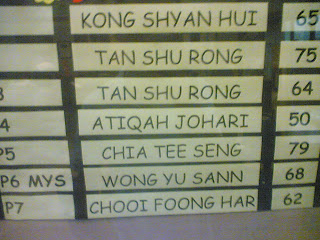 KONG SHYAN HUI 65
TAN SHU RONG 75
TAN SHU RONG 64
4 ATIQAH JOHARI 50
P5 CHIA TEE SENG 79
P6 MYS WONG YU SANN 68
P7 CHOOI FOONG HAR 62